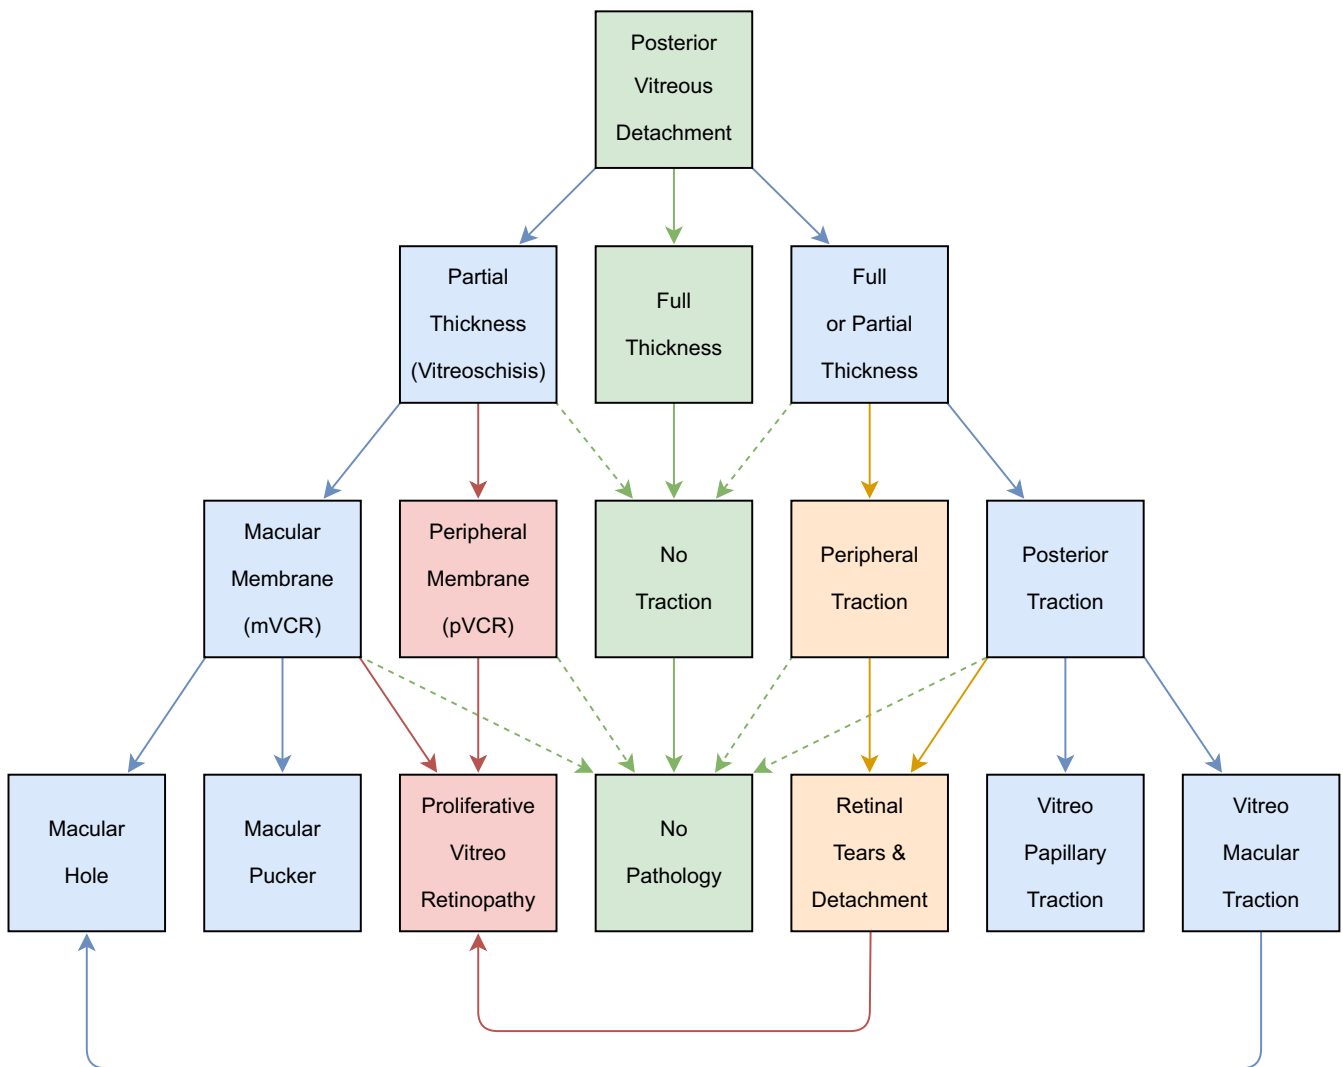 Posterior
Vitreous
Detachment
Partial
Thickness
(Vitreoschisis)
Full
Thickness
Full
or Partial
Thickness
Macular
Membrane
(mVCR)
Peripheral
Membrane
(pVCR)
No
Traction
Peripheral
Traction
Posterior
Traction
Macular
Hole
Macular
Pucker
Proliferative
Vitreo
Retinopathy
No
Pathology
Retinal
Tears &
Detachment
Vitreo
Papillary
Traction
Vitreo
Macular
Traction